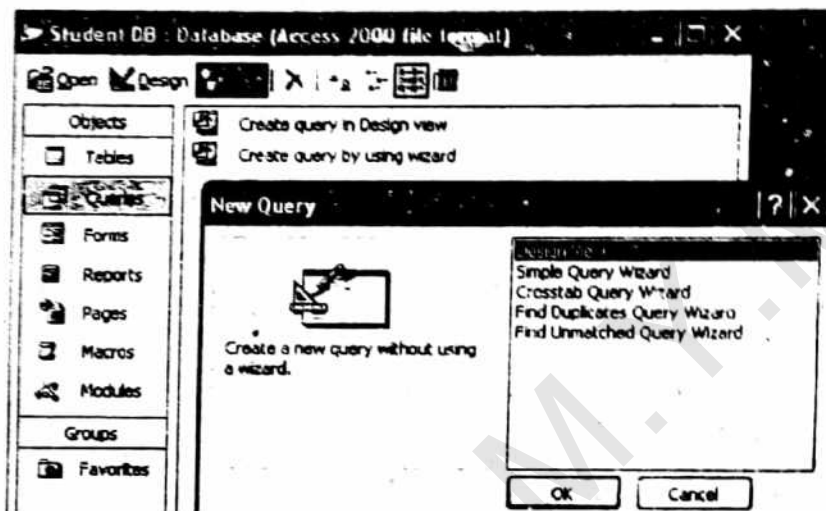 Student DB : Database (Access 2000 file format)
Open Design
Objects
Tables
Queries
Forms
Reports
Pages
Macros
Modules
Groups
Favorites
Create query in Design view
Create query by using wizard
New Query
Create a new query without using
a wizard.
Simple Query Wizard
Crosstab Query Wizard
Find Duplicates Query Wizard
Find Unmatched Query Wizard
OK Cancel